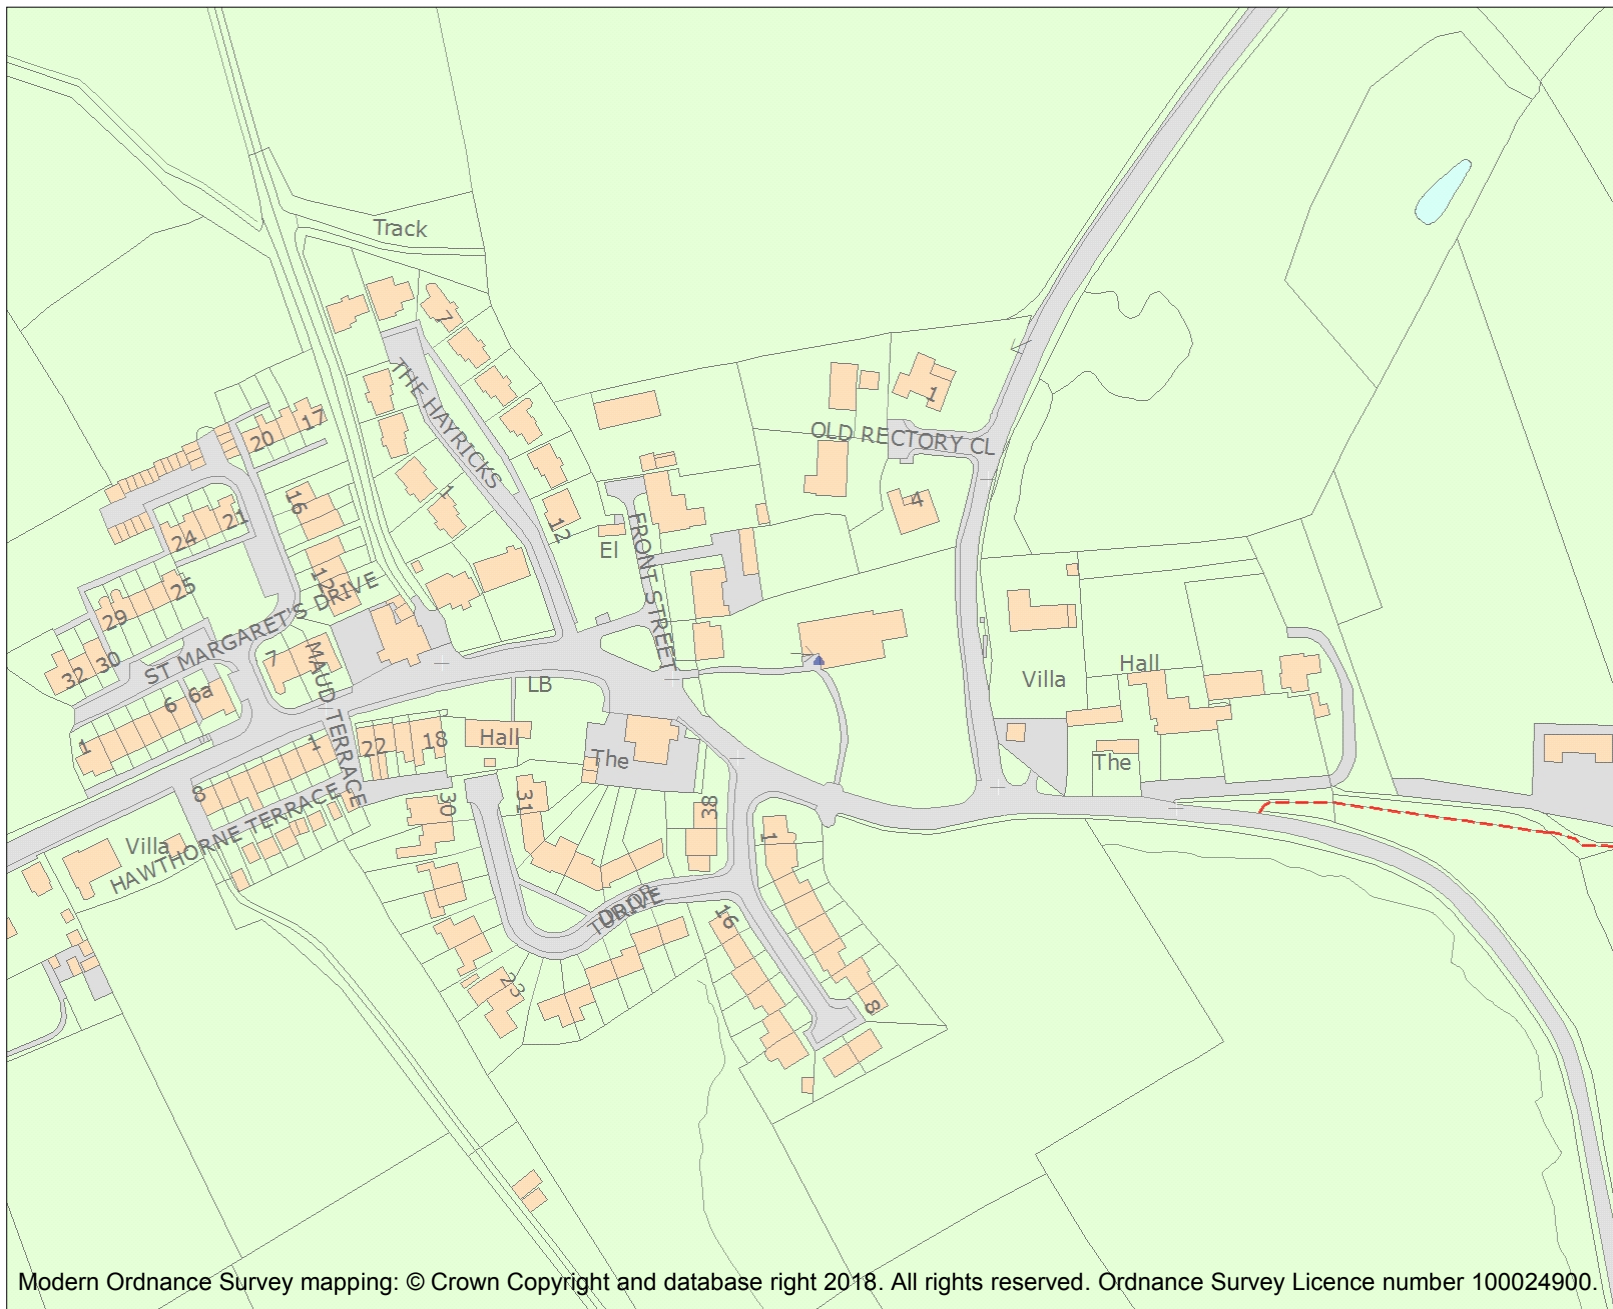 Track
7
THE HAYRICKS
1
OLD RECTORY CL
17
20
1
16
4
21
12
24
El
FRONT STREET
12
25
29
ST MARGARET'S DRIVE
32
30
7
MAUD TERRACE
Villa
Hall
LB
6
6a
1
1
22
18
Hall
The
The
8
30
31
38
1
HAWTHORNE TERRACE
Villa
DRIVE
16
23
8
Modern Ordnance Survey mapping: © Crown Copyright and database right 2018. All rights reserved. Ordnance Survey Licence number 100024900.